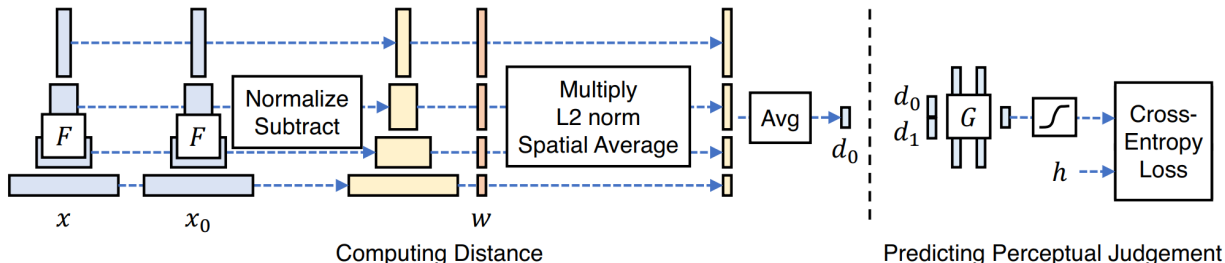 F
F
Normalize
Subtract
Multiply
L2 norm
Spatial Average
Avg
d₀
x
x₀
w
Computing Distance
d₀
d₁
G
h
Cross-
Entropy
Loss
Predicting Perceptual Judgement